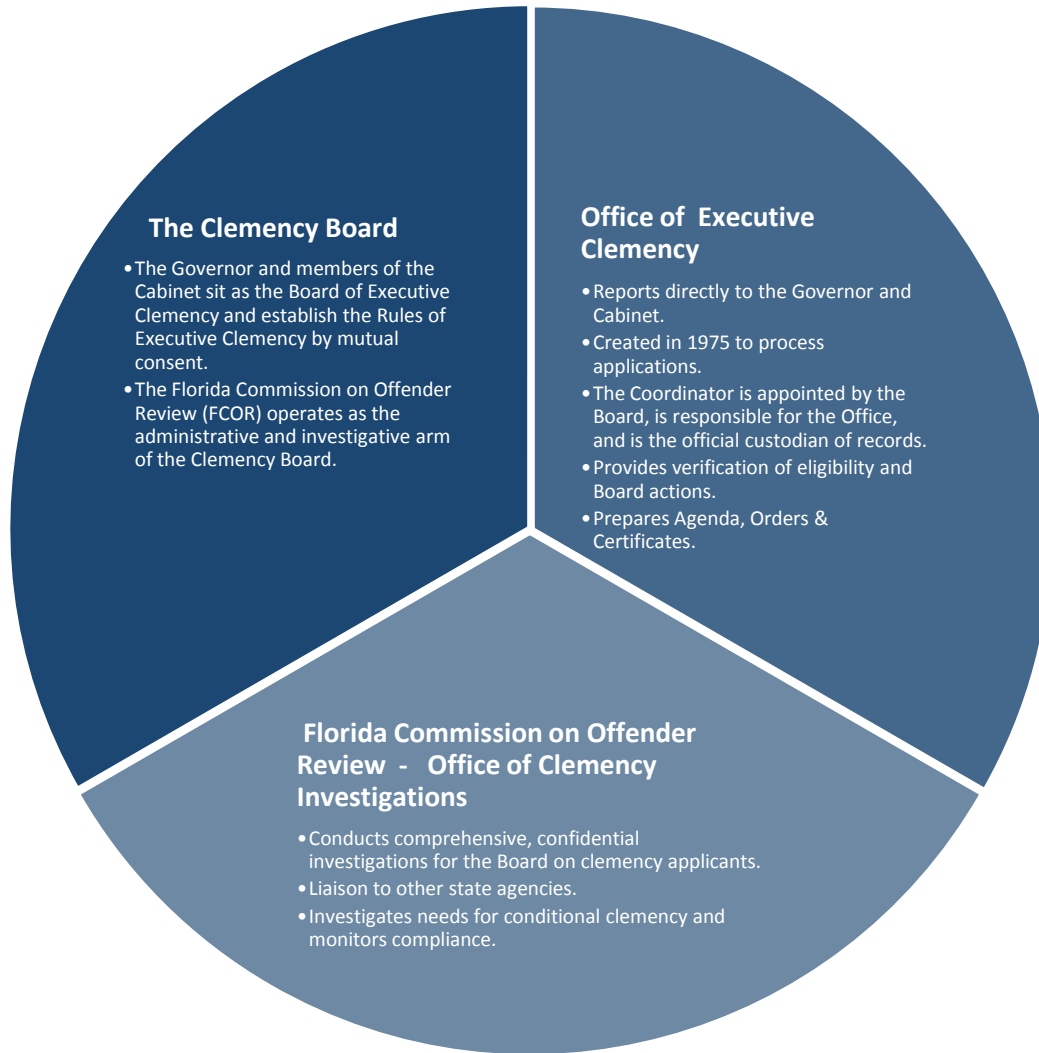 The Clemency Board
•The Governor and members of the
Cabinet sit as the Board of Executive
Clemency and establish the Rules of
Executive Clemency by mutual
consent.
•The Florida Commission on Offender
Review (FCOR) operates as the
administrative and investigative arm
of the Clemency Board.
Office of Executive
Clemency
•Reports directly to the Governor and
Cabinet.
•Created in 1975 to process
applications.
•The Coordinator is appointed by the
Board, is responsible for the Office,
and is the official custodian of records.
•Provides verification of eligibility and
Board actions.
•Prepares Agenda, Orders &
Certificates.
Florida Commission on Offender
Review - Office of Clemency
Investigations
•Conducts comprehensive, confidential
investigations for the Board on clemency applicants.
•Liaison to other state agencies.
•Investigates needs for conditional clemency and
monitors compliance.